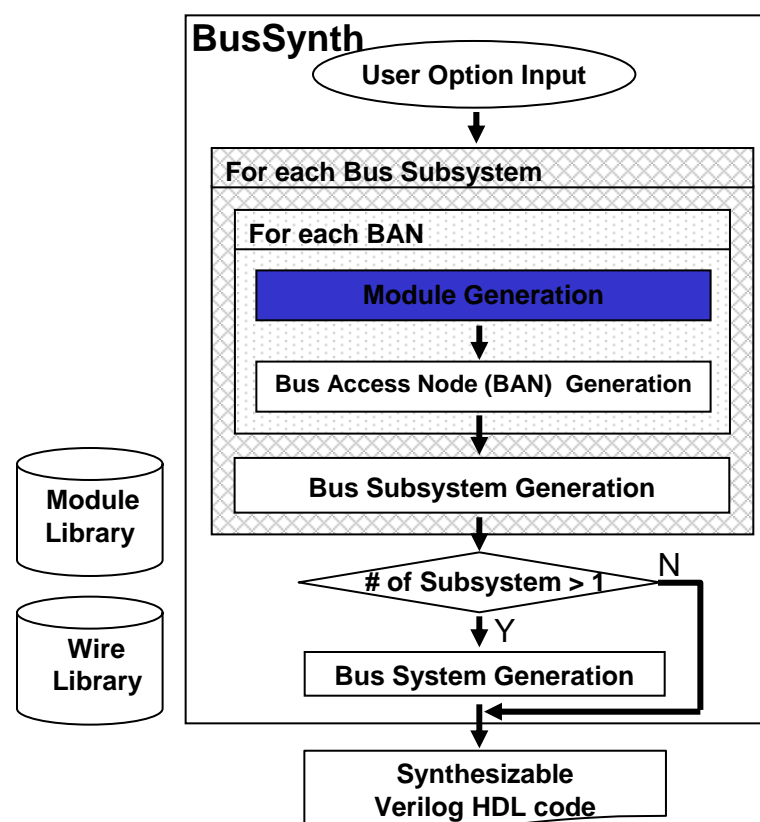 BusSynth
User Option Input
For each Bus Subsystem
For each BAN
Module Generation
Bus Access Node (BAN) Generation
Bus Subsystem Generation
Module
Library
# of Subsystem > 1
N
Y
Wire
Library
Bus System Generation
Synthesizable
Verilog HDL code